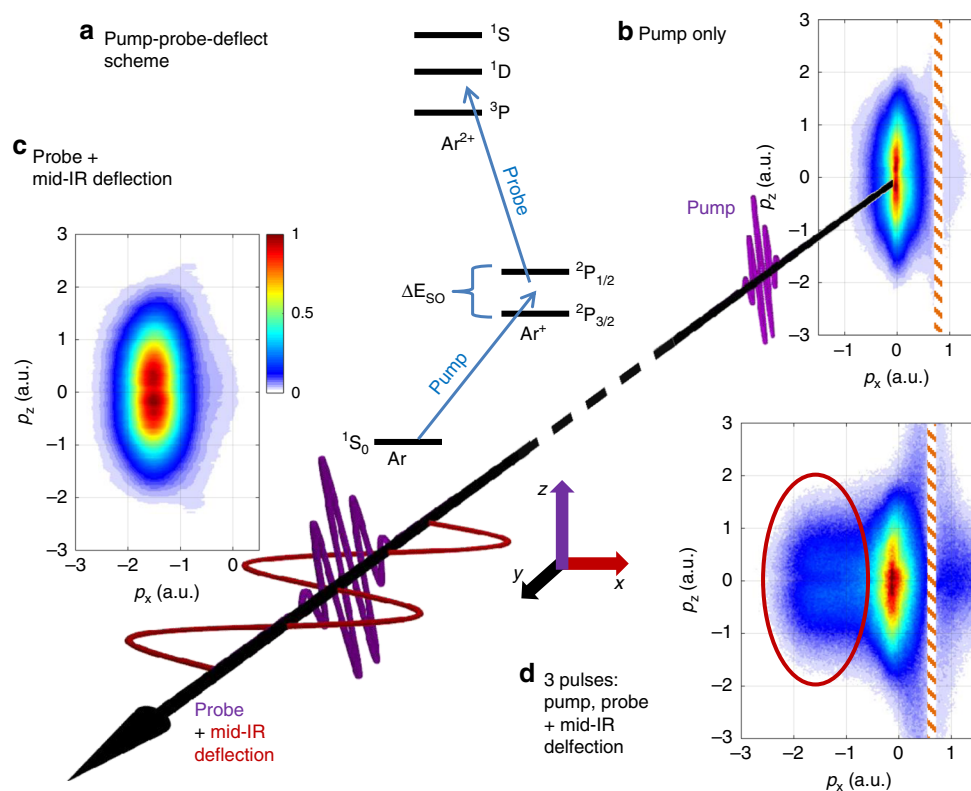 a Pump-probe-deflect
scheme
¹S
¹D
³P
Ar²⁺
Probe
²P₁/₂
ΔE_SO
²P₃/₂
Ar⁺
Pump
¹S₀
Ar
b Pump only
3
2
1
0
−1
−2
−3
p_z (a.u.)
−1 0 1
p_x (a.u.)
Pump
c
Probe +
mid-IR deflection
3
2
1
0
−1
−2
−3
p_z (a.u.)
−3 −2 −1 0
p_x (a.u.)
1
0
z
y
x
Probe
+ mid-IR
deflection
d 3 pulses:
pump, probe
+ mid-IR
delfection
3
2
1
0
−1
−2
−3
p_z (a.u.)
−3 −2 −1 0 1
p_x (a.u.)